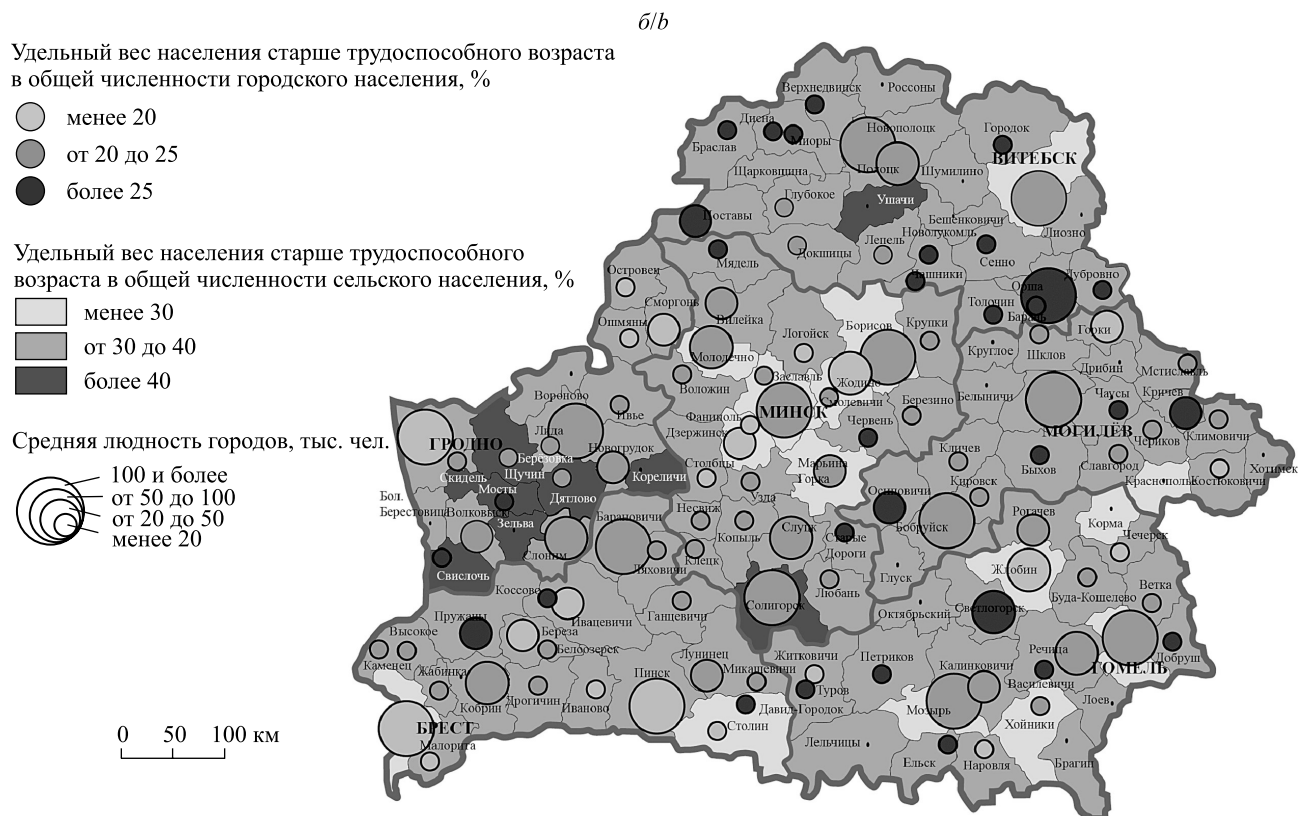 б/b
Удельный вес населения старше трудоспособного возраста
в общей численности городского населения, %
менее 20
от 20 до 25
более 25
Удельный вес населения старше трудоспособного
возраста в общей численности сельского населения, %
менее 30
от 30 до 40
более 40
Средняя людность городов, тыс. чел.
100 и более
от 50 до 100
от 20 до 50
менее 20
0 50 100 км
Верхнедвинск
Россоны
Дисна
Браслав
Миоры
Новополоцк
Городок
ВИТЕБСК
Полоцк
Шарковщина
Шумилино
Глубокое
Ушачи
Поставы
Бешенковичи
Лиозно
Новолукомль
Лепель
Докшицы
Сенно
Мядель
Чашники
Дубровно
Орша
Островец
Толочин
Барань
Сморгонь
Вилейка
Борисов
Крупки
Горки
Ошмяны
Логойск
Шклов
Круглое
Молодечно
Дрибин
Мстиславль
Заславль
Жодино
Воложин
Смолевичи
Белыничи
Чаусы
Кричев
Вороново
Ивье
Березино
Фаниполь
МИНСК
Червень
МОГИЛЁВ
Дзержинск
Чериков
Климовичи
Лида
ГРОДНО
Новогрудок
Кличев
Берёзовка
Столбцы
Марьина
Горка
Быхов
Славгород
Хотимск
Щучин
Скидель
Кореличи
Краснополье
Костюковичи
Мосты
Дятлово
Узда
Осиповичи
Кировск
Бол.
Берестовица
Волковыск
Зельва
Барановичи
Несвиж
Рогачев
Корма
Копыль
Слуцк
Старые
Дороги
Бобруйск
Чечерск
Слоним
Ляховичи
Клецк
Свислочь
Глуск
Жлобин
Буда-Кошелево
Ветка
Коссово
Любань
Солигорск
Октябрьский
Светлогорск
Пружаны
Ивацевичи
Ганцевичи
Высокое
Береза
Белоозерск
Каменец
Жабинка
Лунинец
Микашевичи
Житковичи
Петриков
Калинковичи
Речица
ГОМЕЛЬ
Добруш
Пинск
Туров
Василевичи
Кобрин
Дрогичин
Иваново
Давид-Городок
Мозырь
Лоев
Хойники
БРЕСТ
Столин
Малорита
Лельчицы
Ельск
Наровля
Брагин